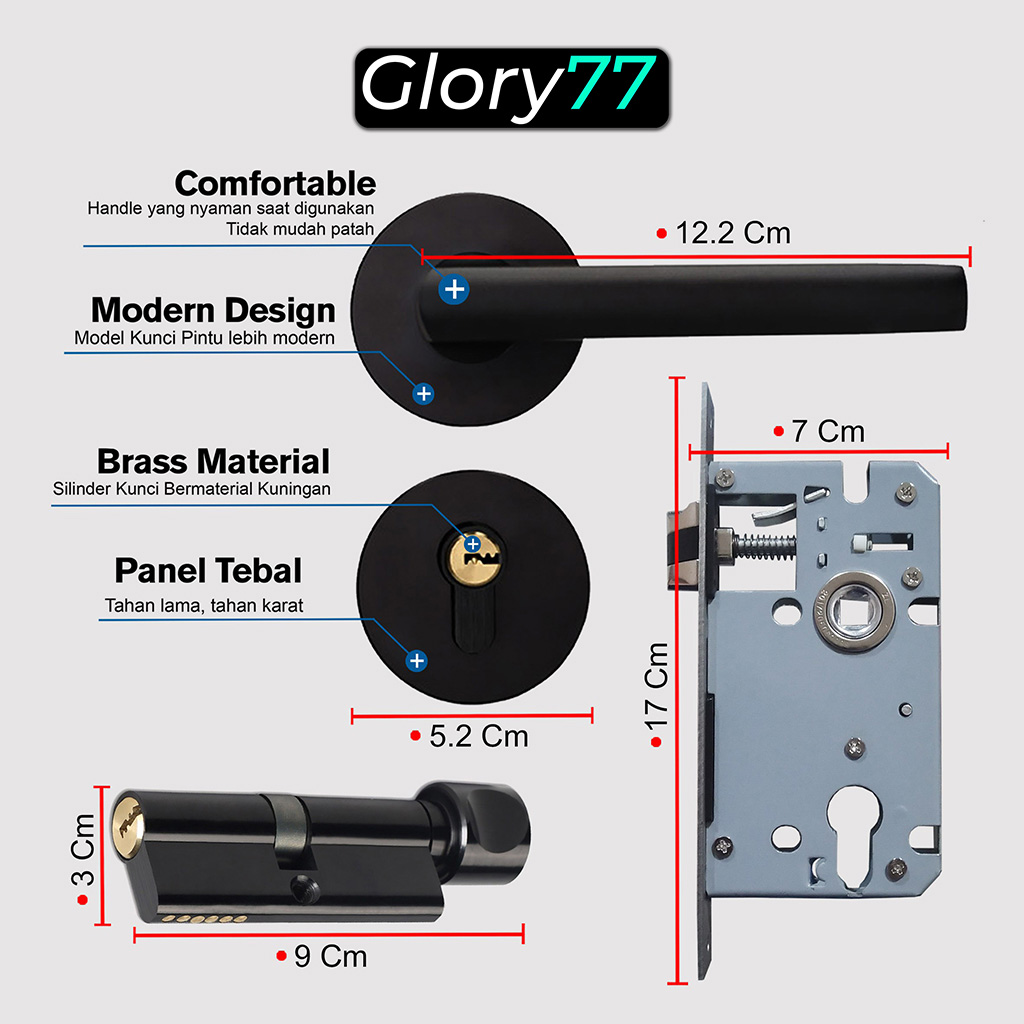 Glory77
Comfortable
Handle yang nyaman saat digunakan
Tidak mudah patah
12.2 Cm
Modern Design
Model Kunci Pintu lebih modern
7 Cm
Brass Material
Silinder Kunci Bermaterial Kuningan
Panel Tebal
Tahan lama, tahan karat
17 Cm
5.2 Cm
3 Cm
9 Cm